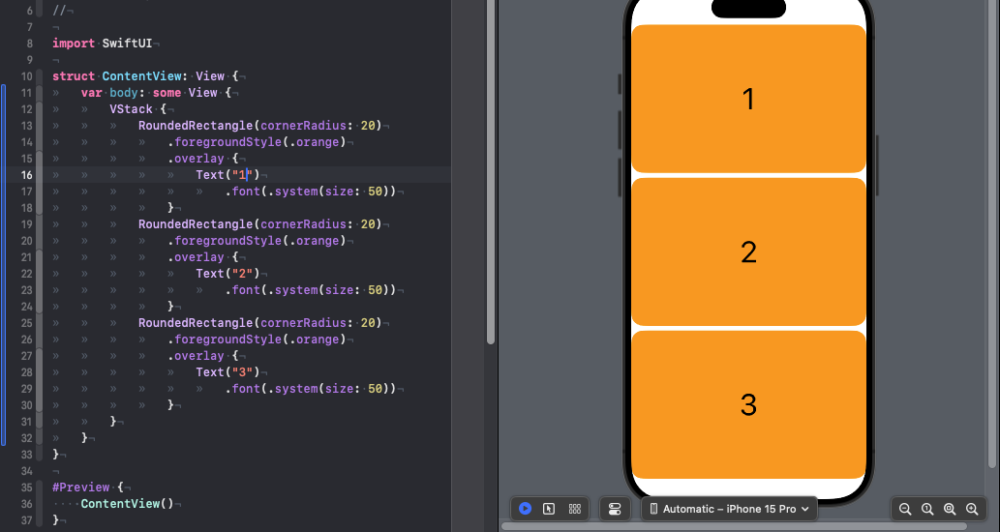 6 //
7
8 import SwiftUI
9
10 struct ContentView: View {
11 var body: some View {
12 VStack {
13 RoundedRectangle(cornerRadius: 20)
14 .foregroundStyle(.orange)
15 .overlay {
16 Text("1")
17 .font(.system(size: 50))
18 }
19 RoundedRectangle(cornerRadius: 20)
20 .foregroundStyle(.orange)
21 .overlay {
22 Text("2")
23 .font(.system(size: 50))
24 }
25 RoundedRectangle(cornerRadius: 20)
26 .foregroundStyle(.orange)
27 .overlay {
28 Text("3")
29 .font(.system(size: 50))
30 }
31 }
32 }
33 }
34
35 #Preview {
36 ContentView()
37 }
1
2
3
Automatic – iPhone 15 Pro